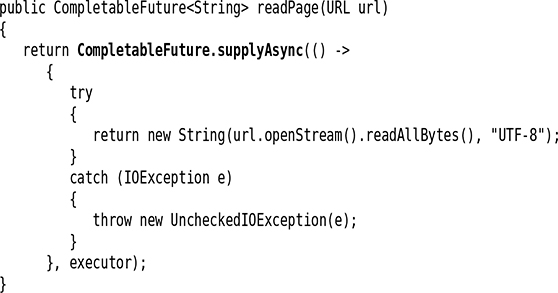 public CompletableFuture<String> readPage(URL url)
{
   return CompletableFuture.supplyAsync(() ->
      {
         try
         {
            return new String(url.openStream().readAllBytes(), "UTF-8");
         }
         catch (IOException e)
         {
            throw new UncheckedIOException(e);
         }
      }, executor);
}